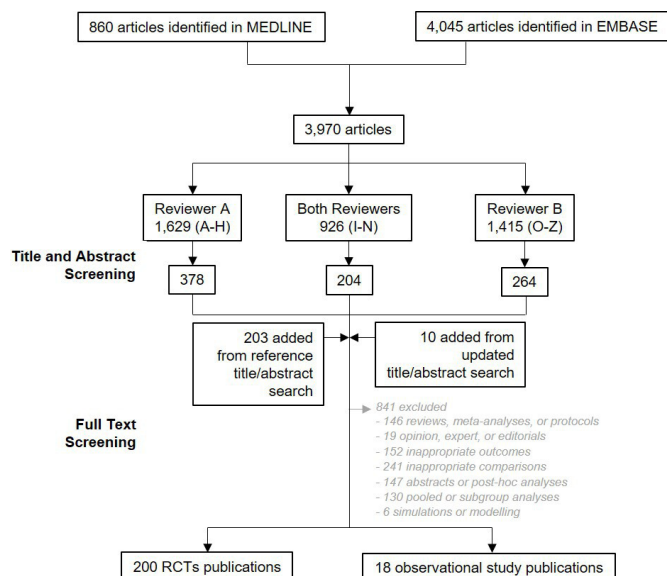 860 articles identified in MEDLINE
4,045 articles identified in EMBASE
3,970 articles
Reviewer A
1,629 (A-H)
Both Reviewers
926 (I-N)
Reviewer B
1,415 (O-Z)
Title and Abstract
Screening
378
204
264
203 added
from reference
title/abstract
search
10 added from
updated
title/abstract search
Full Text
Screening
841 excluded
- 146 reviews, meta-analyses, or protocols
- 19 opinion, expert, or editorials
- 152 inappropriate outcomes
- 241 inappropriate comparisons
- 147 abstracts or post-hoc analyses
- 130 pooled or subgroup analyses
- 6 simulations or modelling
200 RCTs publications
18 observational study publications